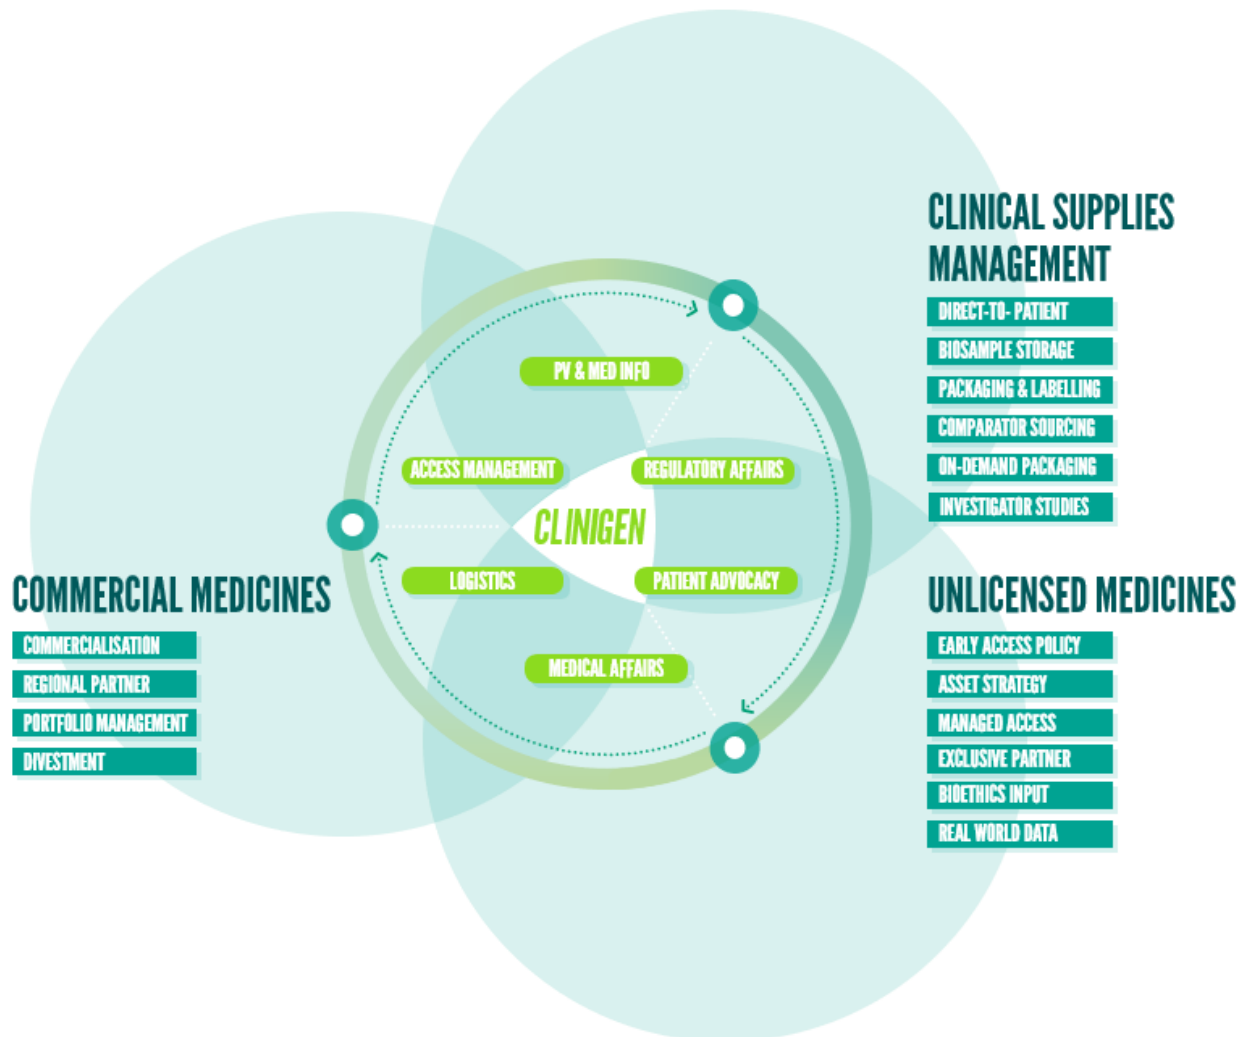 CLINICAL SUPPLIES
MANAGEMENT
DIRECT-TO- PATIENT
BIOSAMPLE STORAGE
PACKAGING & LABELLING
COMPARATOR SOURCING
ON-DEMAND PACKAGING
INVESTIGATOR STUDIES
PV & MED INFO
ACCESS MANAGEMENT
REGULATORY AFFAIRS
CLINIGEN
LOGISTICS
PATIENT ADVOCACY
MEDICAL AFFAIRS
COMMERCIAL MEDICINES
COMMERCIALISATION
REGIONAL PARTNER
PORTFOLIO MANAGEMENT
DIVESTMENT
UNLICENSED MEDICINES
EARLY ACCESS POLICY
ASSET STRATEGY
MANAGED ACCESS
EXCLUSIVE PARTNER
BIOETHICS INPUT
REAL WORLD DATA